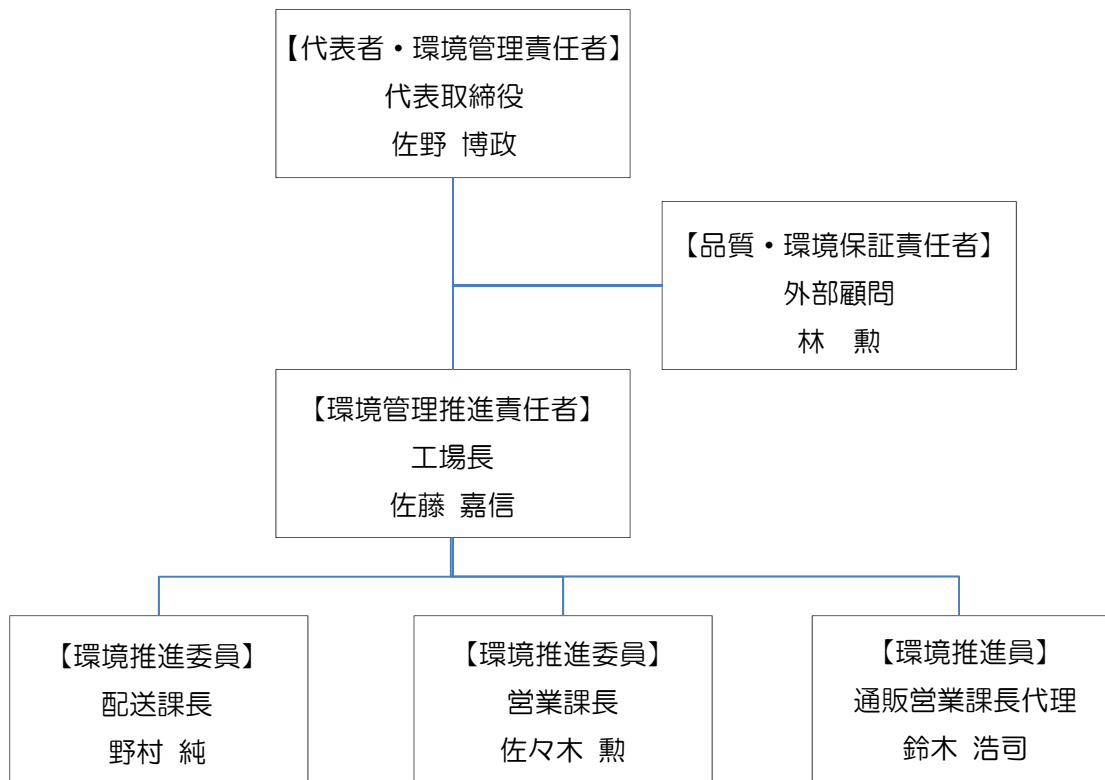 【代表者・環境管理責任者】
代表取締役
佐野 博政
【品質・環境保証責任者】
外部顧問
林　勲
【環境管理推進責任者】
工場長
佐藤 嘉信
【環境推進委員】
配送課長
野村 純
【環境推進委員】
営業課長
佐々木 勲
【環境推進員】
通販営業課長代理
鈴木 浩司